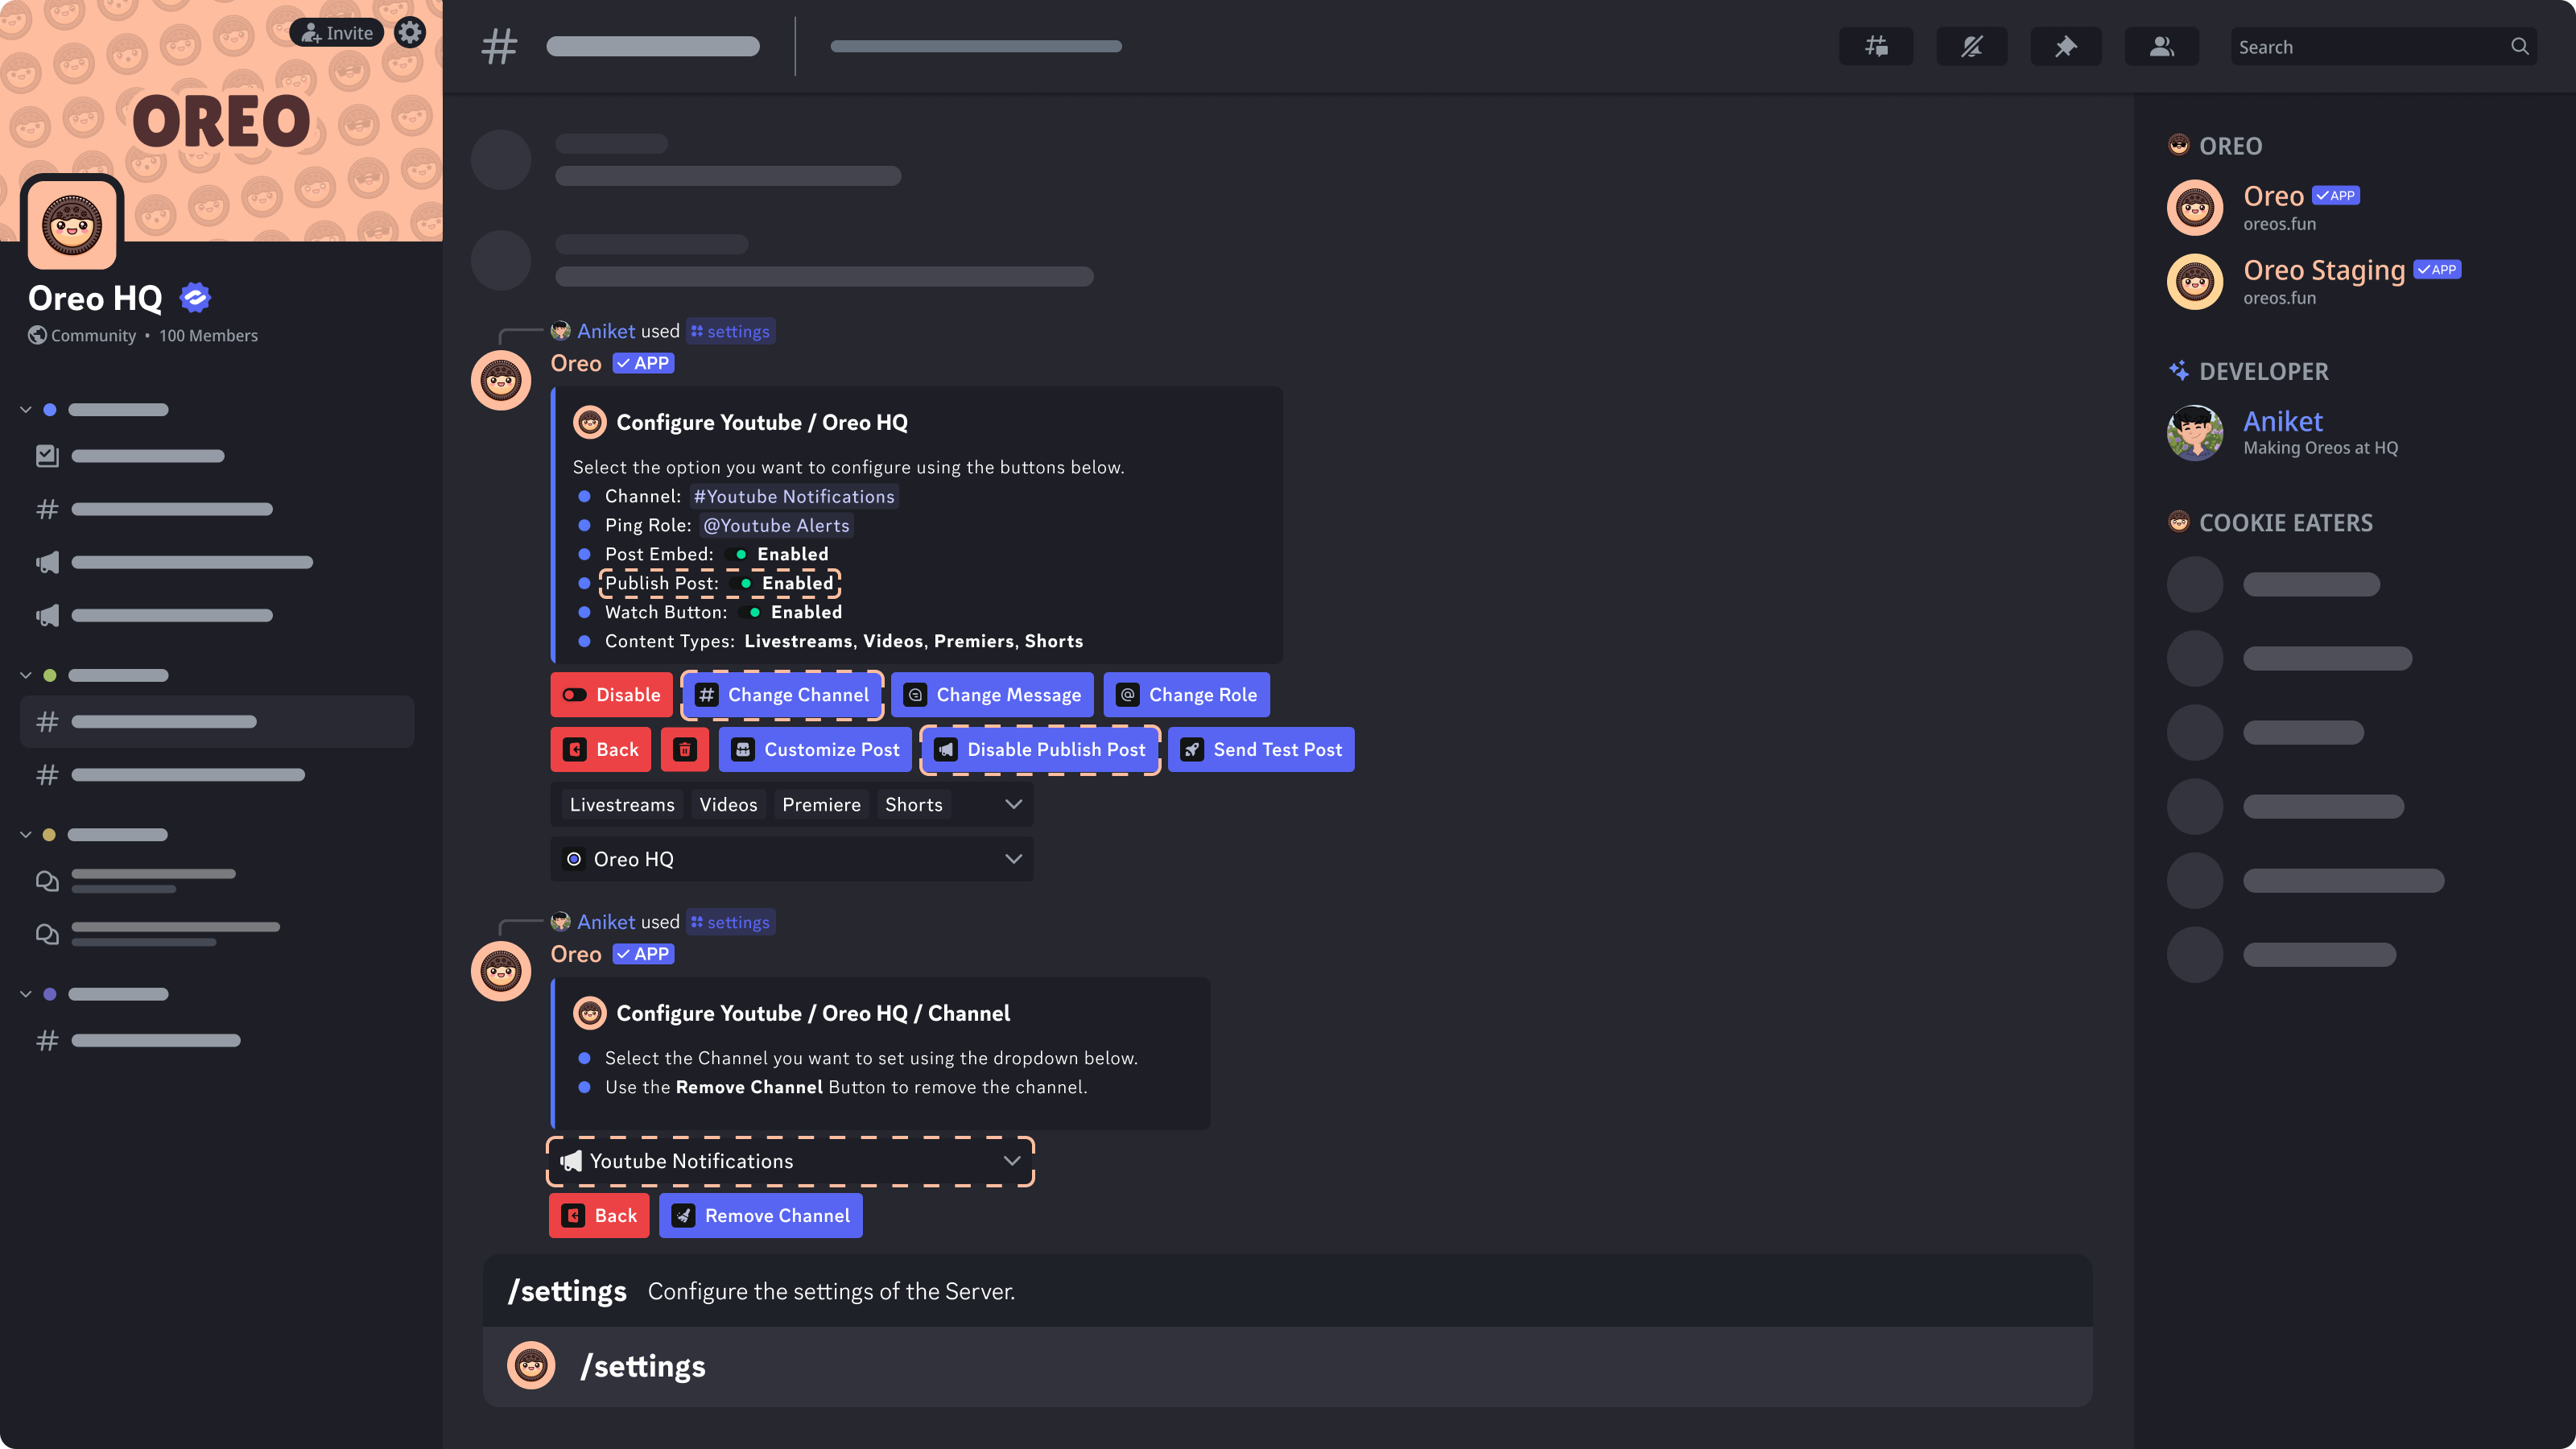 Invite
OREO
Oreo HQ
Community • 100 Members
Search
Aniket used settings
Oreo APP
Configure Youtube / Oreo HQ
Select the option you want to configure using the buttons below.
Channel: #Youtube Notifications
Ping Role: @Youtube Alerts
Post Embed: Enabled
Publish Post: Enabled
Watch Button: Enabled
Content Types: Livestreams, Videos, Premiers, Shorts
Disable Change Channel Change Message Change Role
Back Customize Post Disable Publish Post Send Test Post
Livestreams Videos Premiere Shorts
Oreo HQ
Aniket used settings
Oreo APP
Configure Youtube / Oreo HQ / Channel
Select the Channel you want to set using the dropdown below.
Use the Remove Channel Button to remove the channel.
Youtube Notifications
Back Remove Channel
/settings Configure the settings of the Server.
/settings
OREO
Oreo APP
oreos.fun
Oreo Staging APP
oreos.fun
DEVELOPER
Aniket
Making Oreos at HQ
COOKIE EATERS